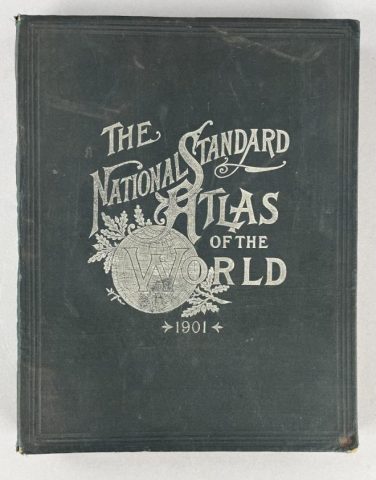 THE
NATIONAL STANDARD
ATLAS
OF THE
WORLD
1901